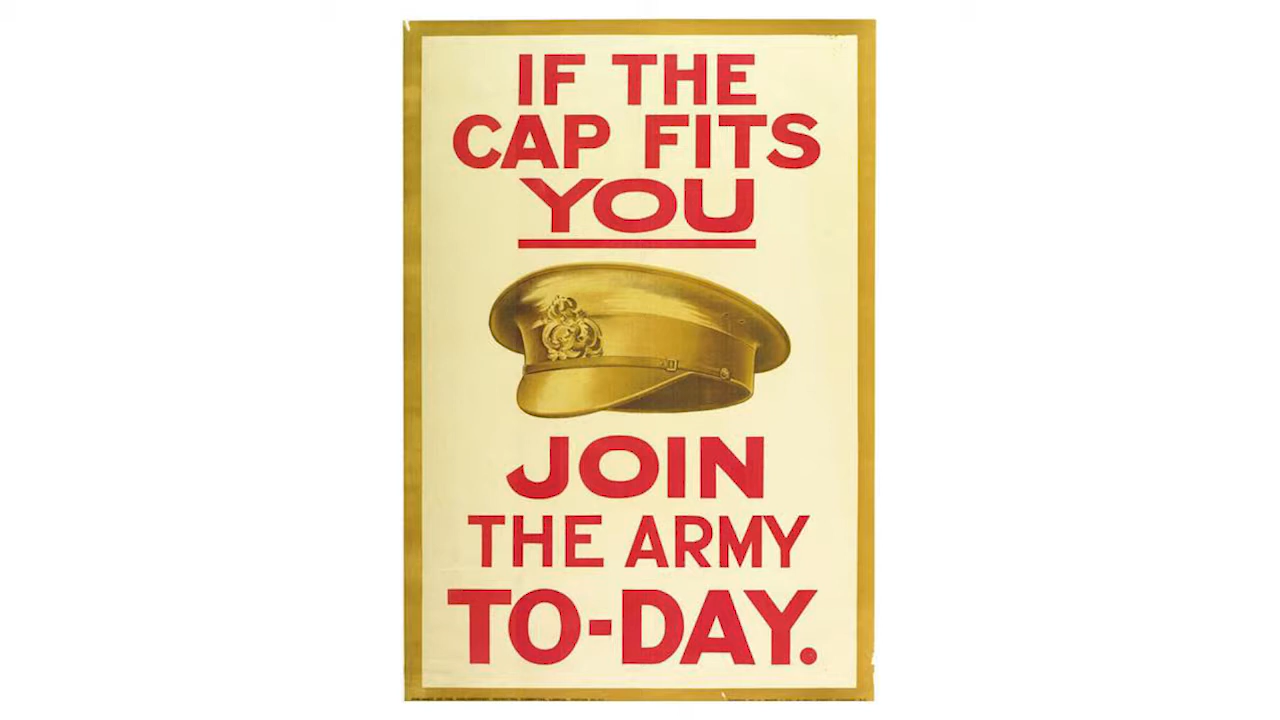 IF THE
CAP FITS
YOU
JOIN
THE ARMY
TO-DAY.